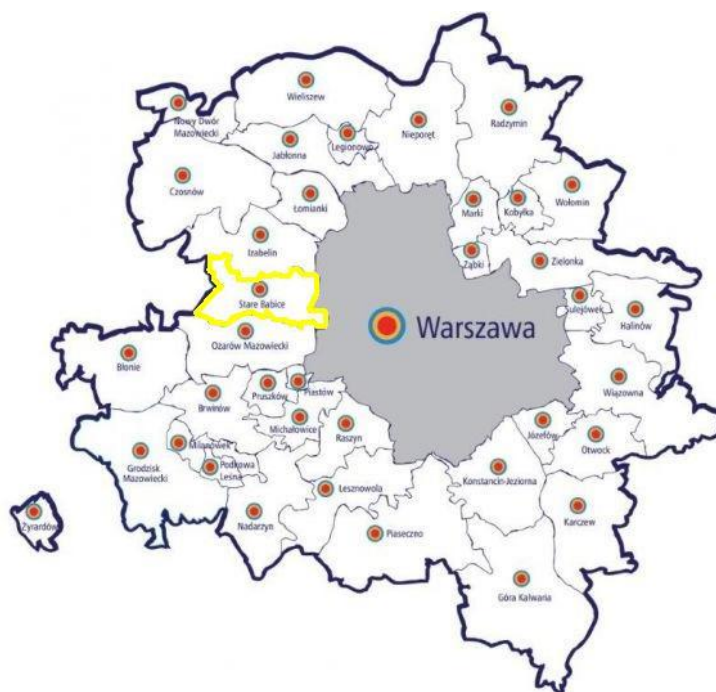 Wieliszew
Nowy Dwór
Mazowiecki
Jabłonna
Legionowo
Nieporęt
Radzymin
Czosnów
Łomianki
Marki
Kobyłka
Wołomin
Izabelin
Ząbki
Zielonka
Stare Babice
Sulejówek
Halinów
Warszawa
Ożarów Mazowiecki
Błonie
Wiązowna
Pruszków
Piastów
Brwinów
Michałowice
Raszyn
Józefów
Otwock
Milanówek
Grodzisk
Mazowiecki
Podkowa
Leśna
Konstancin-Jeziorna
Lesznowola
Żyrardów
Nadarzyn
Karczew
Piaseczno
Góra Kalwaria